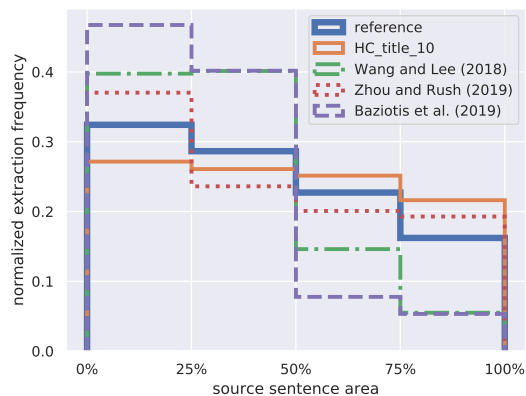 reference
HC_title_10
Wang and Lee (2018)
Zhou and Rush (2019)
Baziotis et al. (2019)
normalized extraction frequency
0.4
0.3
0.2
0.1
0.0
0% 25% 50% 75% 100%
source sentence area